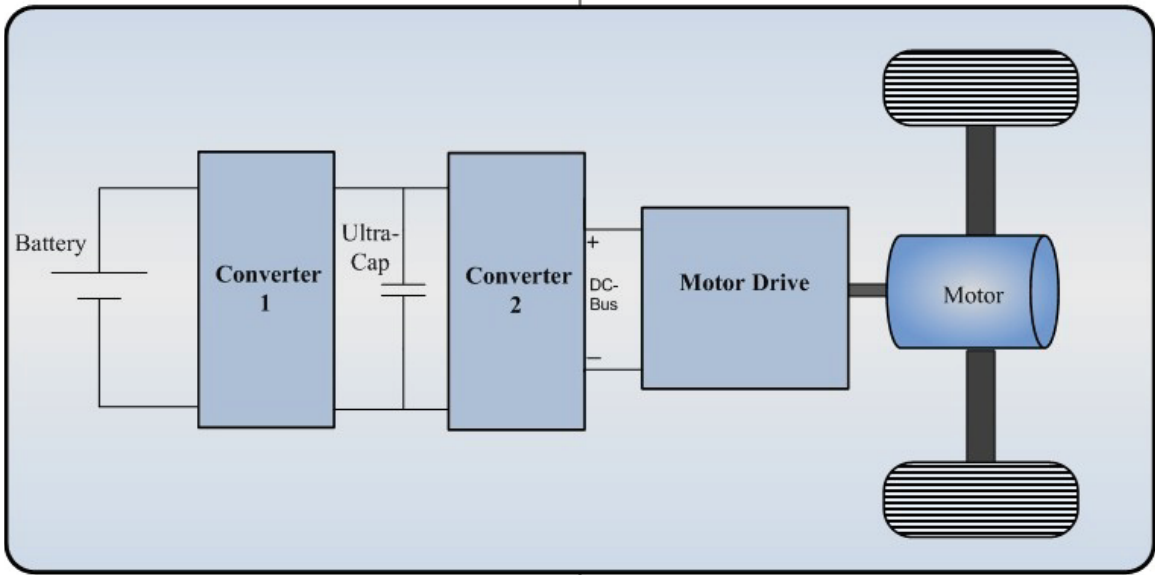 Battery
Converter
1
Ultra-
Cap
Converter
2
+
DC-
Bus
–
Motor Drive
Motor